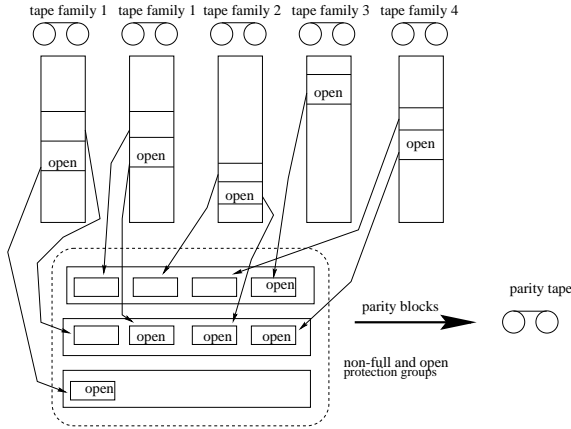 tape family 1
tape family 1
tape family 2
tape family 3
tape family 4
open
open
open
open
open
open
parity blocks
parity tape
open
open
open
non-full and open
protection groups
open